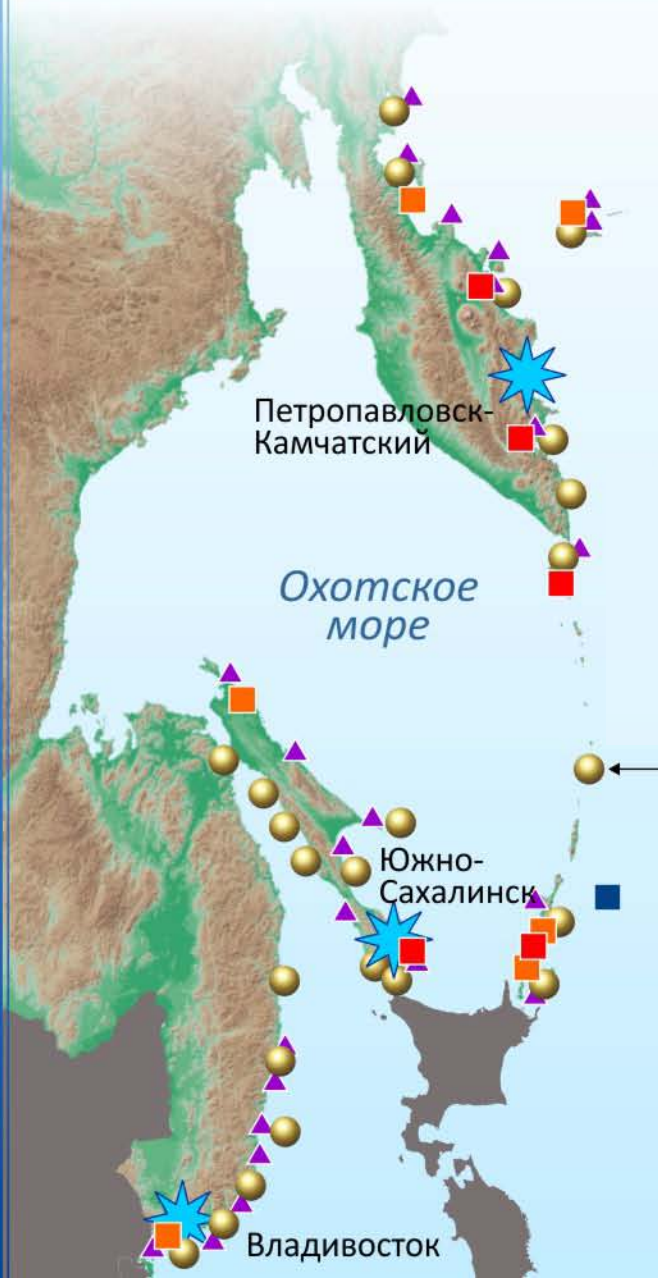 Петропавловск-
Камчатский
Охотское
море
Южно-
Сахалинск
Владивосток